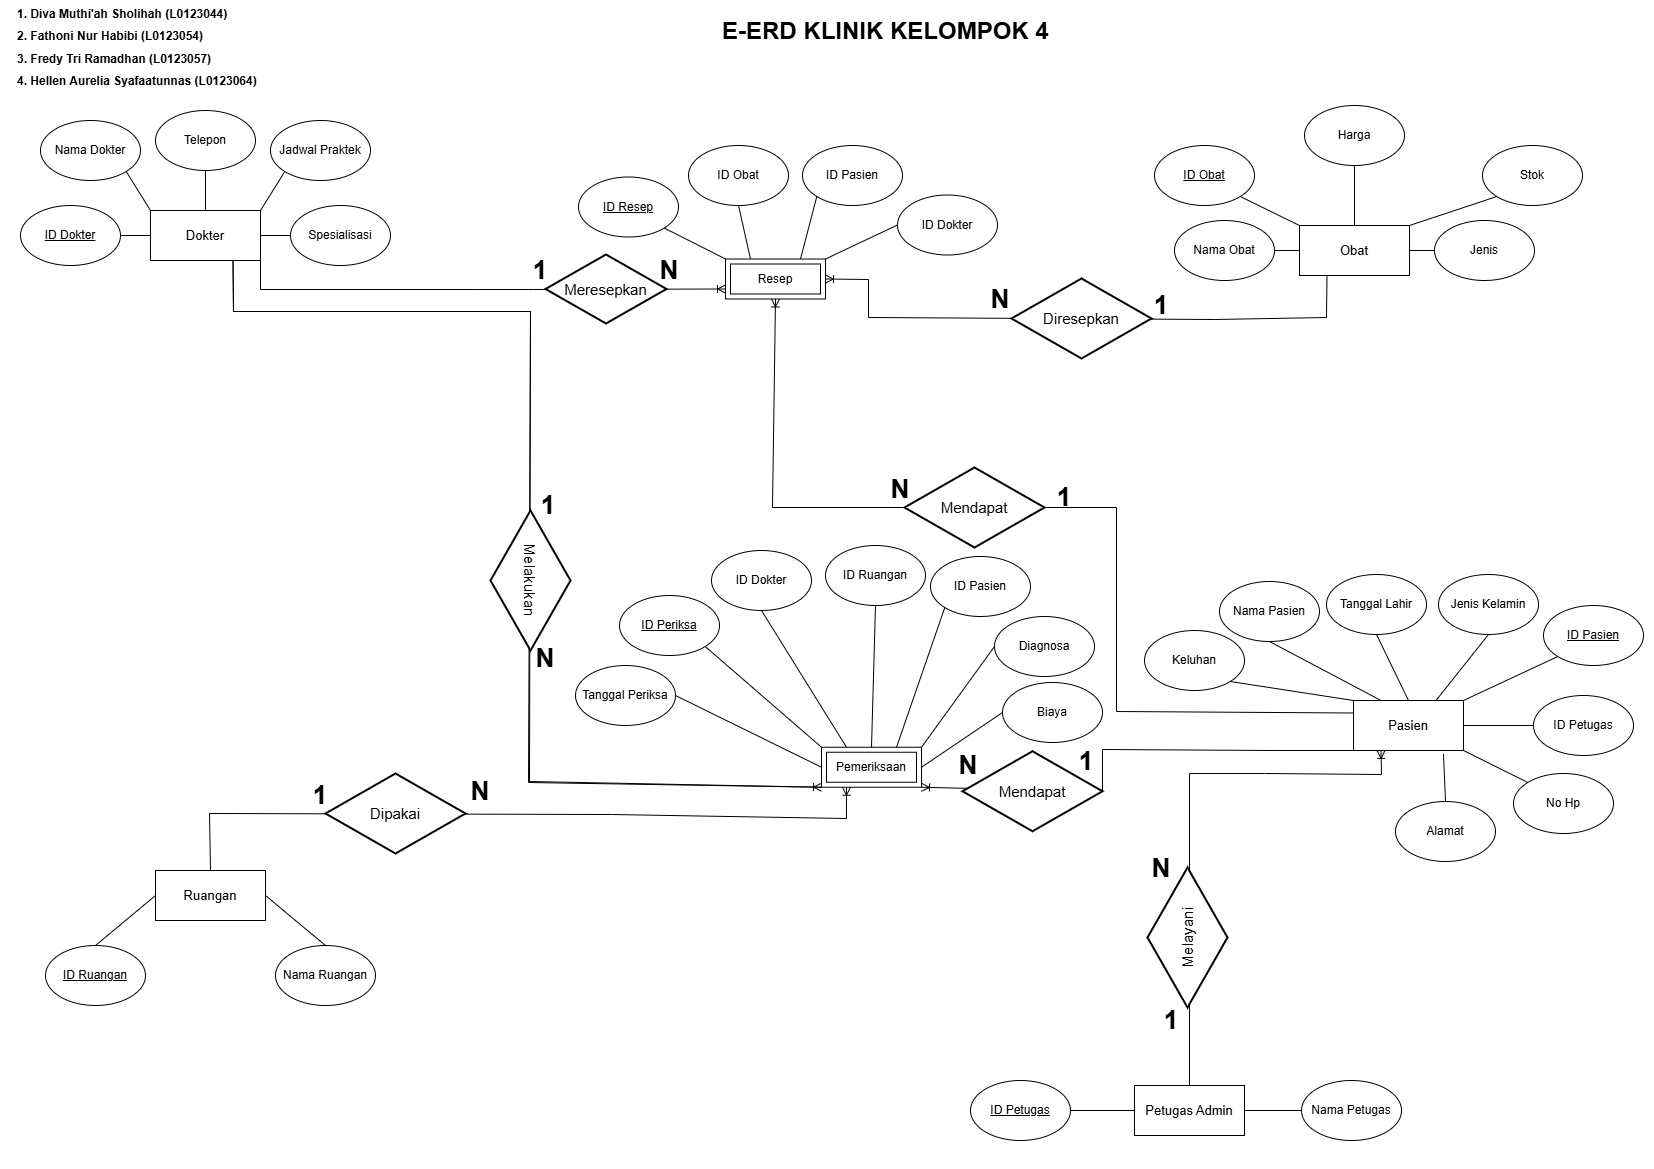 1. Diva Muthi'ah Sholihah (L0123044)
2. Fathoni Nur Habibi (L0123054)
3. Fredy Tri Ramadhan (L0123057)
4. Hellen Aurelia Syafaatunnas (L0123064)
E-ERD KLINIK KELOMPOK 4
Nama Dokter
Telepon
Jadwal Praktek
ID Dokter
Dokter
Spesialisasi
1
Meresepkan
N
ID Resep
ID Obat
ID Pasien
ID Dokter
Resep
N
Diresepkan
1
ID Obat
Harga
Stok
Nama Obat
Obat
Jenis
N
Mendapat
1
1
Melakukan
N
Tanggal Periksa
ID Periksa
ID Dokter
ID Ruangan
ID Pasien
Diagnosa
Biaya
Pemeriksaan
N
Mendapat
1
Keluhan
Nama Pasien
Tanggal Lahir
Jenis Kelamin
ID Pasien
Pasien
ID Petugas
No Hp
Alamat
1
Dipakai
N
Ruangan
ID Ruangan
Nama Ruangan
N
Melayani
1
ID Petugas
Petugas Admin
Nama Petugas